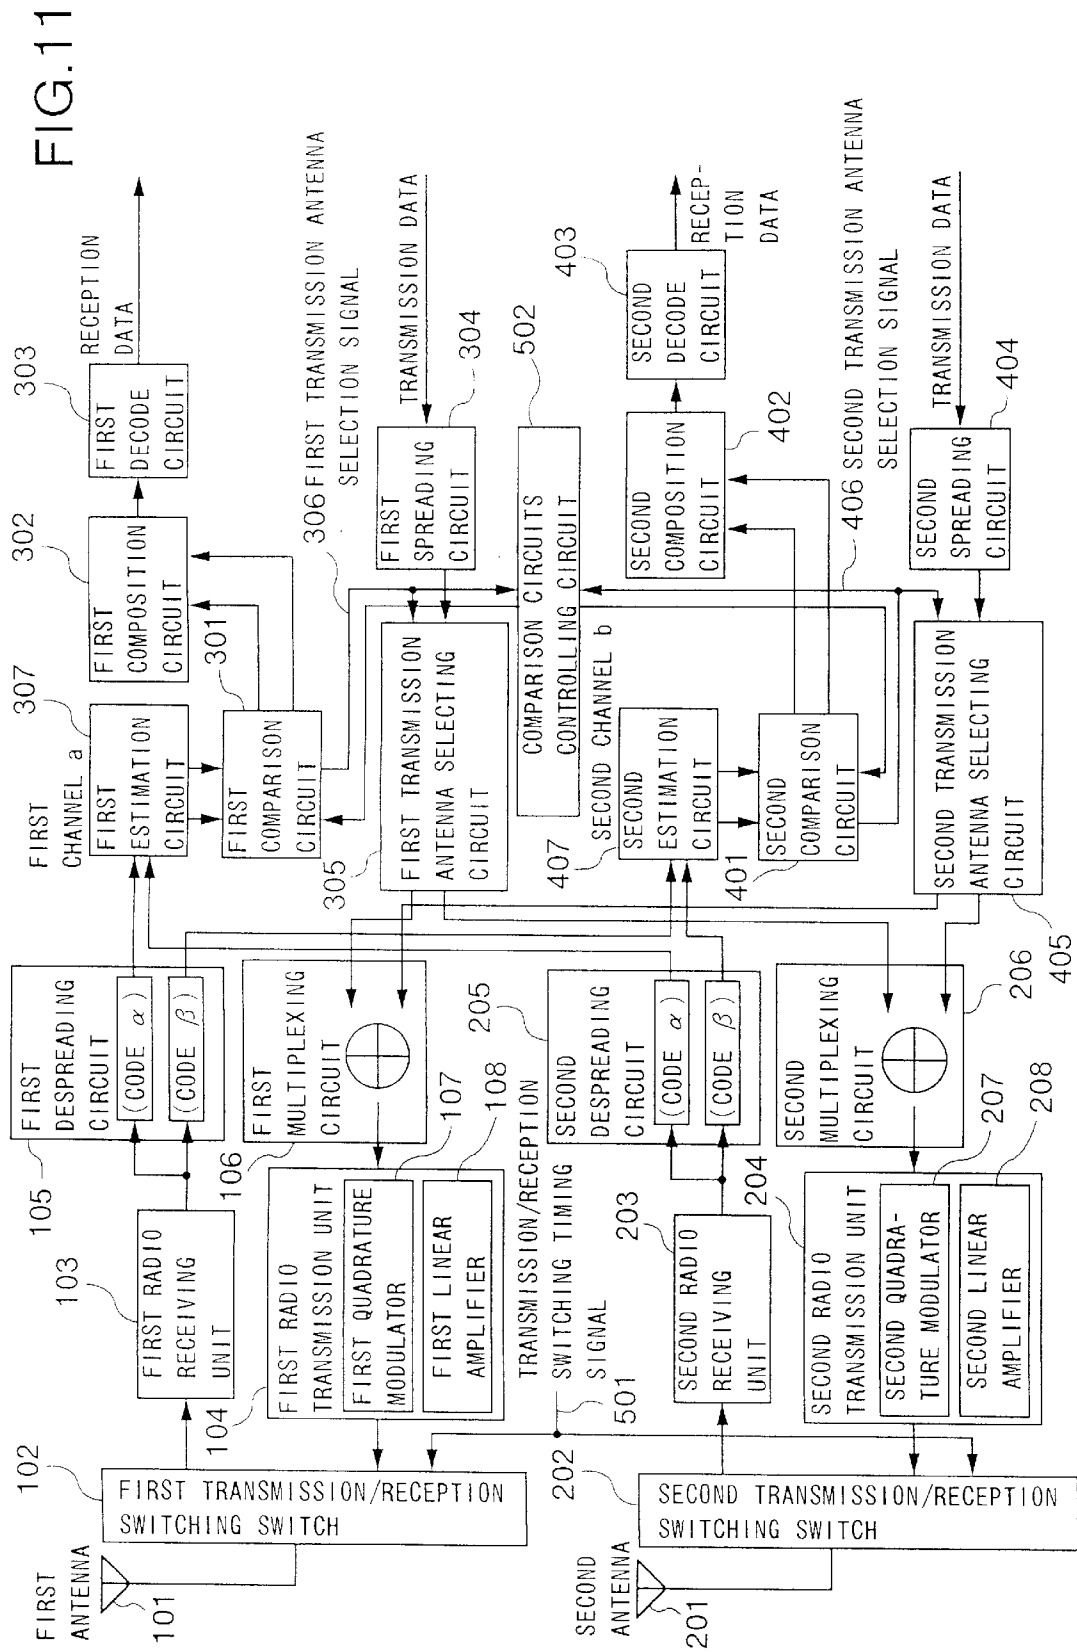 FIG.11
FIRST
ANTENNA
101
102
FIRST TRANSMISSION/RECEPTION
SWITCHING SWITCH
103
FIRST RADIO
RECEIVING
UNIT
104
FIRST RADIO
TRANSMISSION UNIT
FIRST QUADRATURE
MODULATOR
107
FIRST LINEAR
AMPLIFIER
108
105
FIRST
DESPREADING
CIRCUIT
(CODE α)
(CODE β)
106
FIRST
MULTIPLEXING
CIRCUIT
FIRST
CHANNEL a
307
FIRST
ESTIMATION
CIRCUIT
301
FIRST
COMPARISON
CIRCUIT
302
FIRST
COMPOSITION
CIRCUIT
303
FIRST
DECODE
CIRCUIT
RECEPTION
DATA
306 FIRST TRANSMISSION ANTENNA
SELECTION SIGNAL
305
FIRST TRANSMISSION
ANTENNA SELECTING
CIRCUIT
FIRST
SPREADING
CIRCUIT
304
TRANSMISSION DATA
TRANSMISSION/RECEPTION
SWITCHING TIMING
SIGNAL
501
COMPARISON CIRCUITS
CONTROLLING CIRCUIT
502
SECOND
ANTENNA
201
202
SECOND TRANSMISSION/RECEPTION
SWITCHING SWITCH
203
SECOND RADIO
RECEIVING
UNIT
204
SECOND RADIO
TRANSMISSION UNIT
SECOND QUADRA-
TURE MODULATOR
207
SECOND LINEAR
AMPLIFIER
208
205
SECOND
DESPREADING
CIRCUIT
(CODE α)
(CODE β)
206
SECOND
MULTIPLEXING
CIRCUIT
SECOND CHANNEL b
407
SECOND
ESTIMATION
CIRCUIT
401
SECOND
COMPARISON
CIRCUIT
402
SECOND
COMPOSITION
CIRCUIT
403
SECOND
DECODE
CIRCUIT
RECEP-
TION
DATA
406 SECOND TRANSMISSION ANTENNA
SELECTION SIGNAL
405
SECOND TRANSMISSION
ANTENNA SELECTING
CIRCUIT
SECOND
SPREADING
CIRCUIT
404
TRANSMISSION DATA